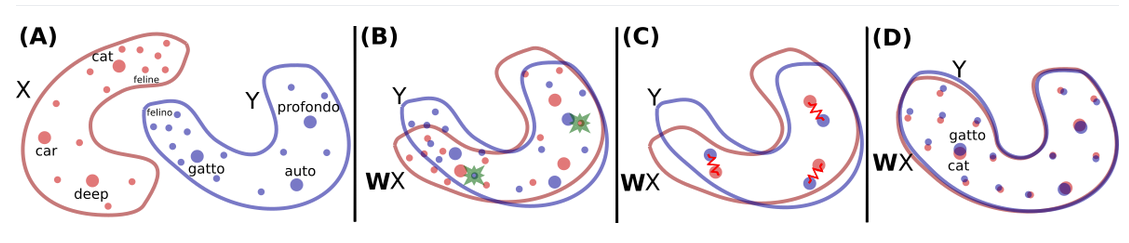 (A)
cat
feline
X
car
deep
Y
felino
profondo
gatto
auto
(B)
Y
WX
(C)
Y
WX
(D)
Y
gatto
cat
WX